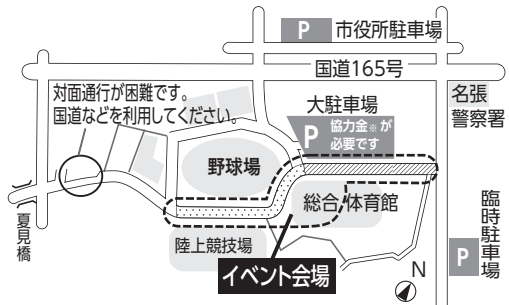 P 市役所駐車場
国道165号
対面通行が困難です。
国道などを利用してください。
大駐車場
P 協力金※が
必要です
名張
警察署
野球場
総合体育館
夏見橋
陸上競技場
イベント会場
臨時駐車場
P
N